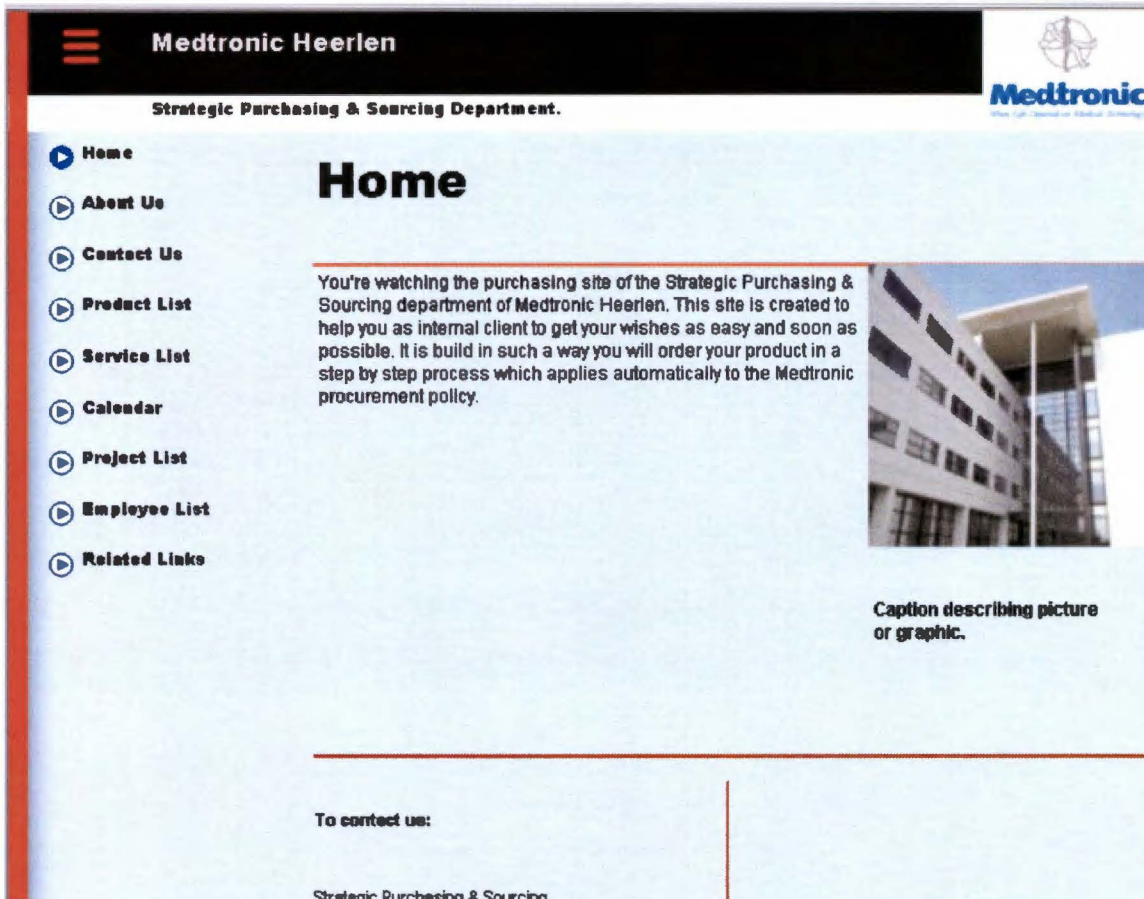 Medtronic Heerlen
Medtronic
Strategic Purchasing & Sourcing Department.
Home
About Us
Contact Us
Product List
Service List
Calendar
Project List
Employee List
Related Links
Home
You're watching the purchasing site of the Strategic Purchasing &
Sourcing department of Medtronic Heerlen. This site is created to
help you as internal client to get your wishes as easy and soon as
possible. It is build in such a way you will order your product in a
step by step process which applies automatically to the Medtronic
procurement policy.
Caption describing picture
or graphic.
To contact us:
Strategic Purchasing & Sourcing